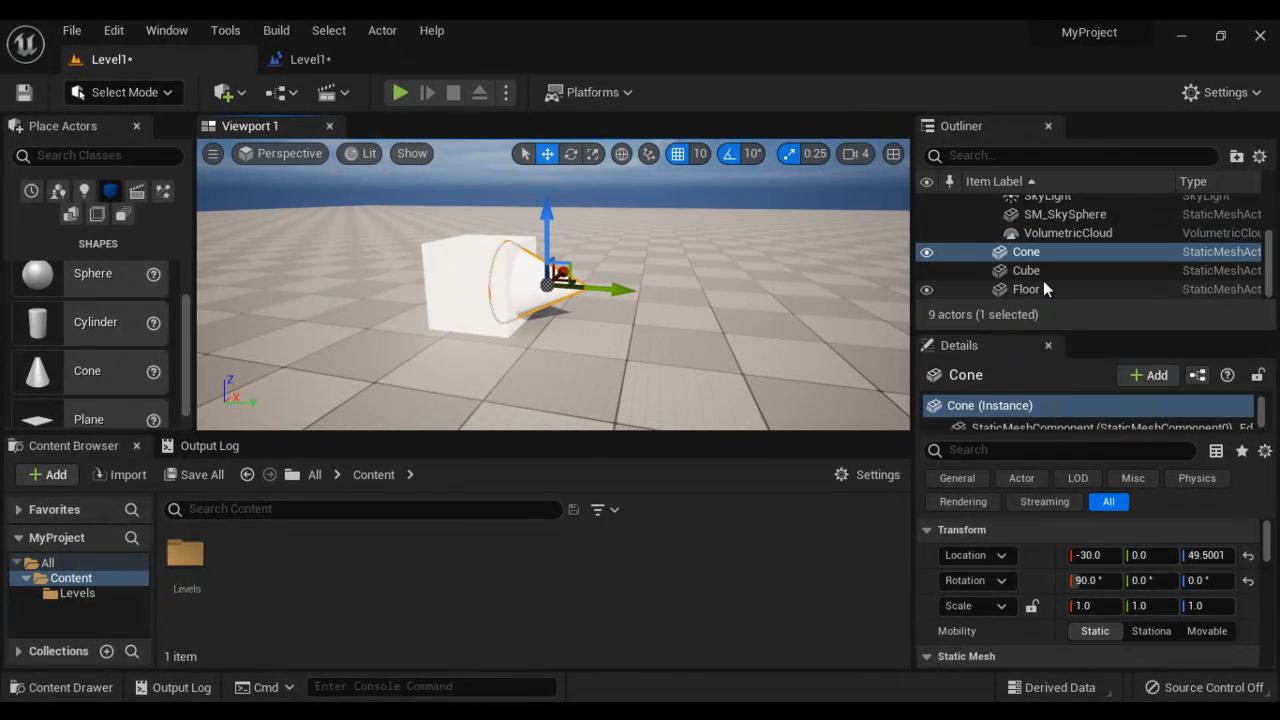 File Edit Window Tools Build Select Actor Help
MyProject
Level1* Level1*
Select Mode Platforms Settings
Place Actors
Search Classes
SHAPES
Sphere
Cylinder
Cone
Plane
Viewport 1
Perspective Lit Show 10 10° 0.25 4
Z
X Y
Outliner
Search...
Item Label Type
SkyLight
SM_SkySphere StaticMeshAct
VolumetricCloud VolumetricClou
Cone StaticMeshAct
Cube StaticMeshAct
Floor StaticMeshAct
9 actors (1 selected)
Details
Cone Add
Cone (Instance)
StaticMeshComponent (StaticMeshComponent0) Ed
Search
General Actor LOD Misc Physics
Rendering Streaming All
Transform
Location -30.0 0.0 49.5001
Rotation 90.0 ° 0.0 ° 0.0 °
Scale 1.0 1.0 1.0
Mobility Static Stationa Movable
Static Mesh
Content Browser Output Log
Add Import Save All All Content Settings
Favorites
MyProject
All
Content
Levels
Collections
Search Content
Levels
1 item
Content Drawer Output Log Cmd Enter Console Command Derived Data Source Control Off